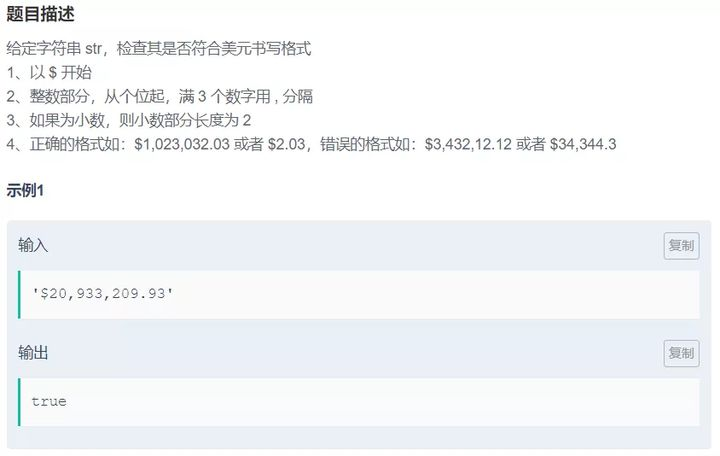 题目描述
给定字符串 str，检查其是否符合美元书写格式
1、以 $ 开始
2、整数部分，从个位起，满 3 个数字用 , 分隔
3、如果为小数，则小数部分长度为 2
4、正确的格式如：$1,023,032.03 或者 $2.03，错误的格式如：$3,432,12.12 或者 $34,344.3
示例1
输入
复制
'$20,933,209.93'
输出
复制
true